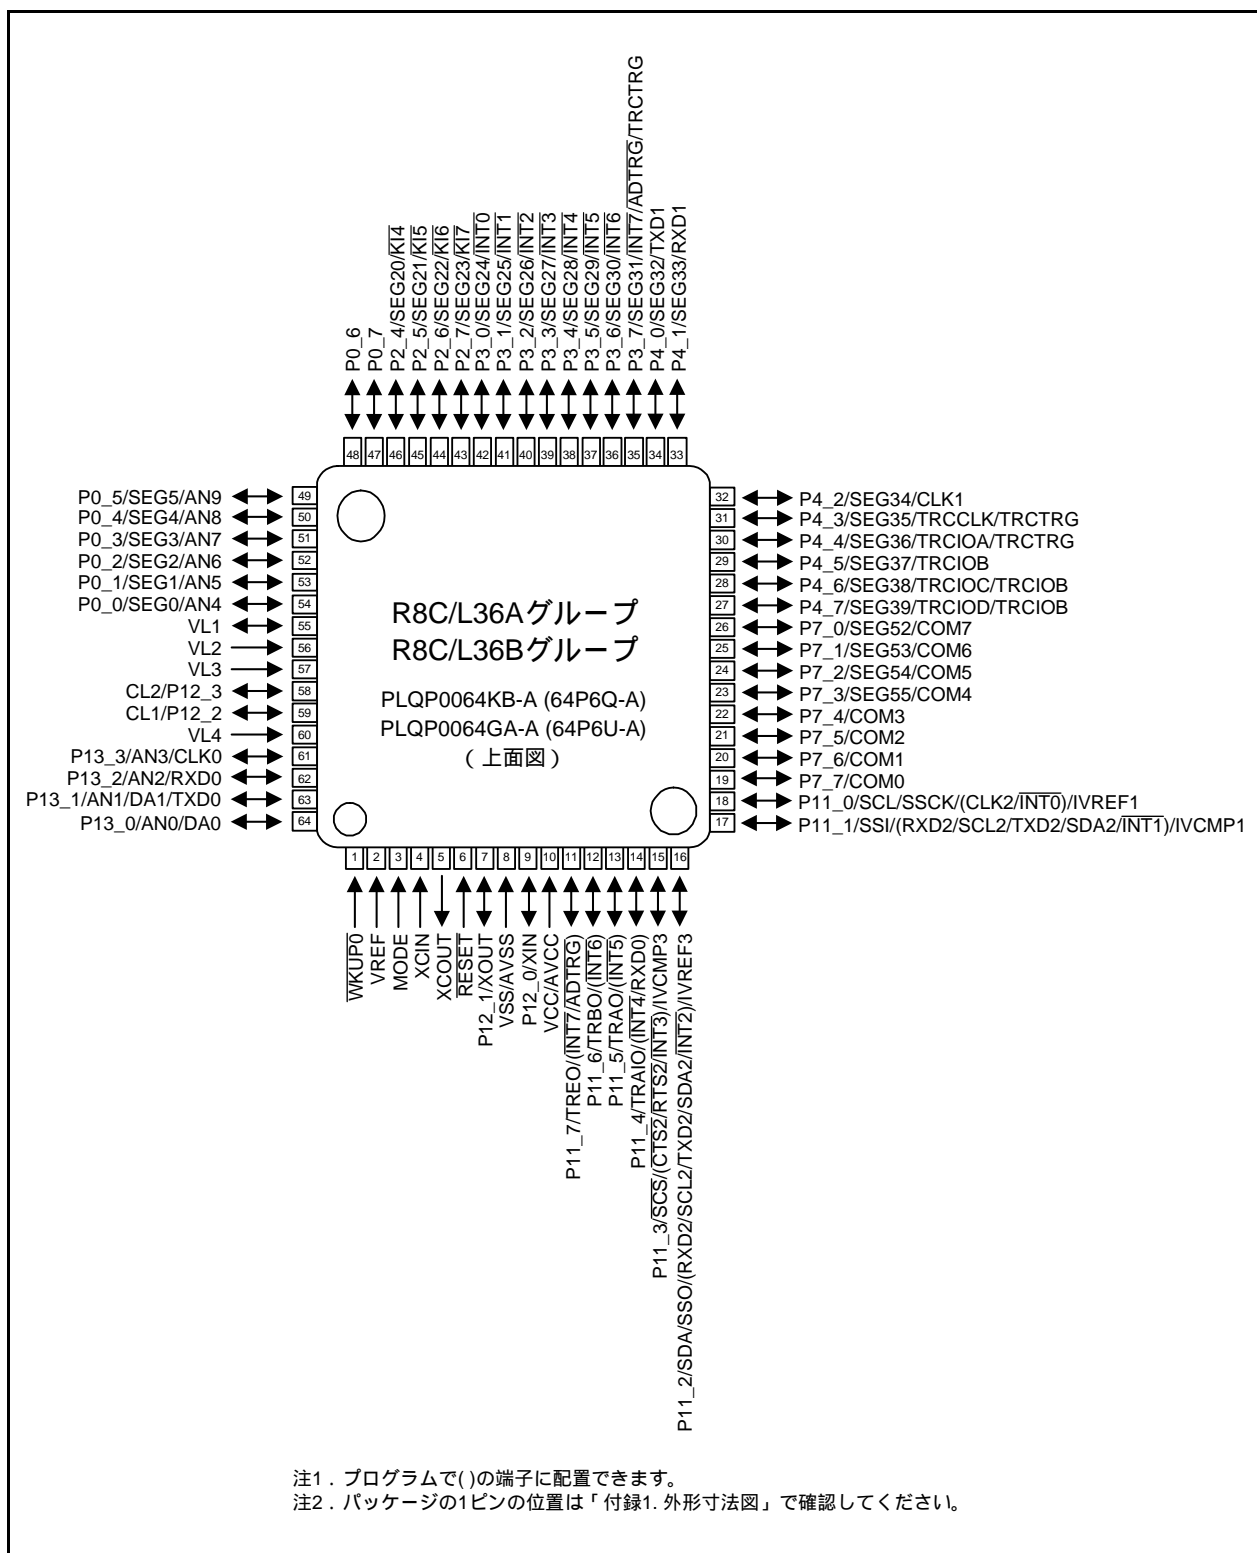 P0_6
P0_7
P2_4/SEG20/KI4
P2_5/SEG21/KI5
P2_6/SEG22/KI6
P2_7/SEG23/KI7
P3_0/SEG24/INT0
P3_1/SEG25/INT1
P3_2/SEG26/INT2
P3_3/SEG27/INT3
P3_4/SEG28/INT4
P3_5/SEG29/INT5
P3_6/SEG30/INT6
P3_7/SEG31/INT7/ADTRG/TRCTRG
P4_0/SEG32/TXD1
P4_1/SEG33/RXD1
48 47 46 45 44 43 42 41 40 39 38 37 36 35 34 33
P0_5/SEG5/AN9 49
P0_4/SEG4/AN8 50
P0_3/SEG3/AN7 51
P0_2/SEG2/AN6 52
P0_1/SEG1/AN5 53
P0_0/SEG0/AN4 54
VL1 55
VL2 56
VL3 57
CL2/P12_3 58
CL1/P12_2 59
VL4 60
P13_3/AN3/CLK0 61
P13_2/AN2/RXD0 62
P13_1/AN1/DA1/TXD0 63
P13_0/AN0/DA0 64
R8C/L36Aグループ
R8C/L36Bグループ
PLQP0064KB-A (64P6Q-A)
PLQP0064GA-A (64P6U-A)
(上面図)
32 P4_2/SEG34/CLK1
31 P4_3/SEG35/TRCCLK/TRCTRG
30 P4_4/SEG36/TRCIOA/TRCTRG
29 P4_5/SEG37/TRCIOB
28 P4_6/SEG38/TRCIOC/TRCIOB
27 P4_7/SEG39/TRCIOD/TRCIOB
26 P7_0/SEG52/COM7
25 P7_1/SEG53/COM6
24 P7_2/SEG54/COM5
23 P7_3/SEG55/COM4
22 P7_4/COM3
21 P7_5/COM2
20 P7_6/COM1
19 P7_7/COM0
18 P11_0/SCL/SSCK/(CLK2/INT0)/IVREF1
17 P11_1/SSI/(RXD2/SCL2/TXD2/SDA2/INT1)/IVCMP1
1 2 3 4 5 6 7 8 9 10 11 12 13 14 15 16
WKUP0
VREF
MODE
XCIN
XCOUT
RESET
P12_1/XOUT
VSS/AVSS
P12_0/XIN
VCC/AVCC
P11_7/TREO/(INT7/ADTRG)
P11_6/TRBO/(INT6)
P11_5/TRAO/(INT5)
P11_4/TRAIO/(INT4/RXD0)
P11_3/SCS/(CTS2/RTS2/INT3)/IVCMP3
P11_2/SDA/SSO/(RXD2/SCL2/TXD2/SDA2/INT2)/IVREF3
注1．プログラムで( )の端子に配置できます。
注2．パッケージの1ピンの位置は「付録1. 外形寸法図」で確認してください。